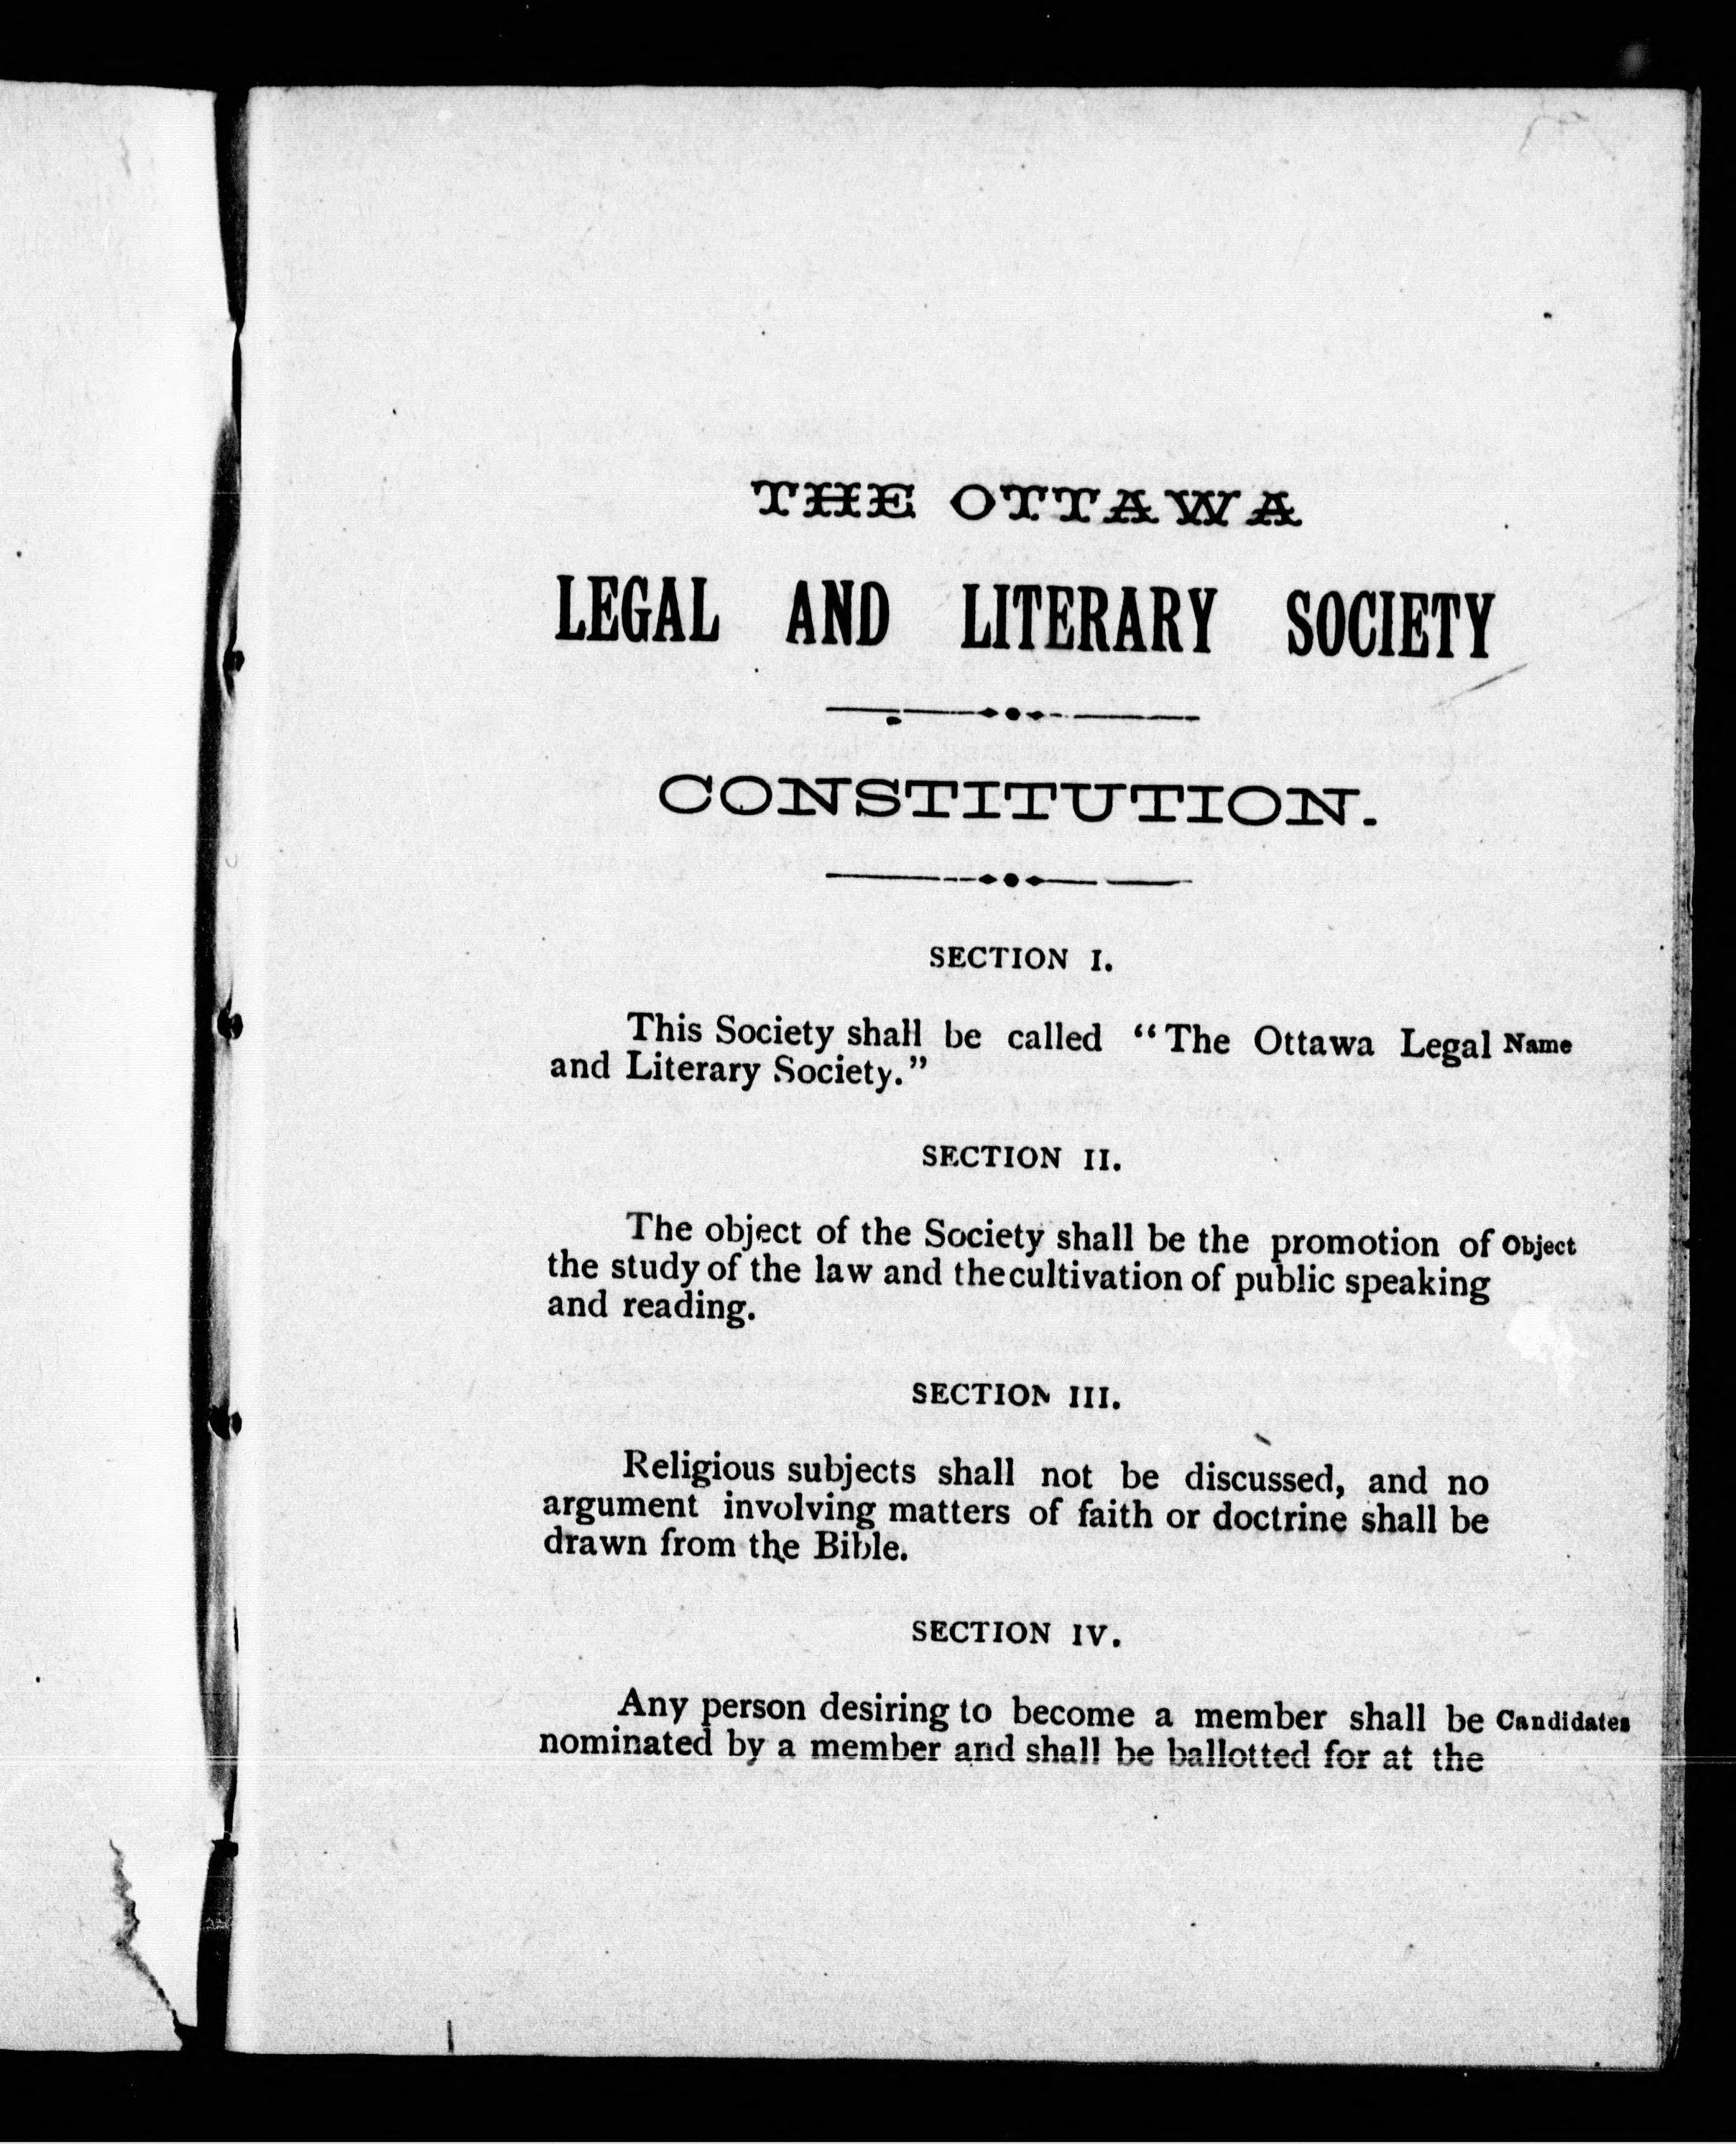 THE OTTAWA
LEGAL AND LITERARY SOCIETY
CONSTITUTION.
SECTION I.
This Society shall be called "The Ottawa Legal Name
and Literary Society."
SECTION II.
The object of the Society shall be the promotion of Object
the study of the law and the cultivation of public speaking
and reading.
SECTION III.
Religious subjects shall not be discussed, and no
argument involving matters of faith or doctrine shall be
drawn from the Bible.
SECTION IV.
Any person desiring to become a member shall be Candidates
nominated by a member and shall be ballotted for at the